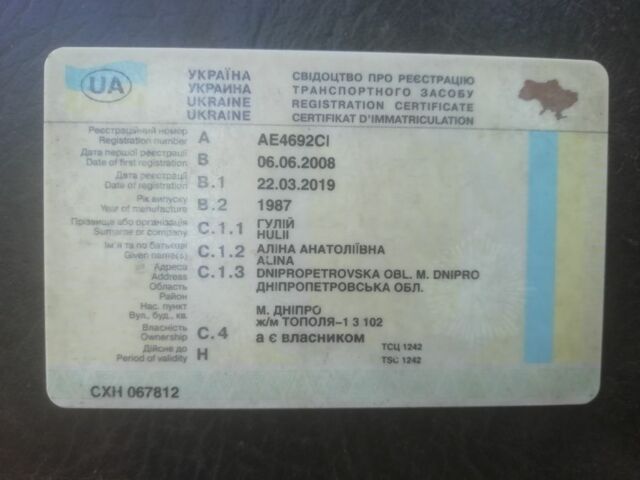 UA
УКРАЇНА СВІДОЦТВО ПРО РЕЄСТРАЦІЮ
УКРАИНА ТРАНСПОРТНОГО ЗАСОБУ
UKRAINE REGISTRATION CERTIFICATE
UKRAINE CERTIFIKAT D'IMMATRICULATION
Реєстраційний номер
Registration number A AE4692CI
Дата першої реєстрації
Date of first registration B 06.06.2008
Дата реєстрації
Date of registration B.1 22.03.2019
Рік випуску
Year of manufacture B.2 1987
Прізвище або організація C.1.1 ГУЛІЙ
Surname or company HULII
Ім'я та по батькові C.1.2 АЛІНА АНАТОЛІЇВНА
Given name(s) ALINA
Адреса C.1.3 DNIPROPETROVSKA OBL. M. DNIPRO
Address ДНІПРОПЕТРОВСЬКА ОБЛ.
Область
Район
Нас. пункт М. ДНІПРО
Вул., буд., кв. ж/м ТОПОЛЯ-1 3 102
Власність
Ownership C.4 а є власником
Дійсне до ТСЦ 1242
Period of validity H TSC 1242
СХН 067812